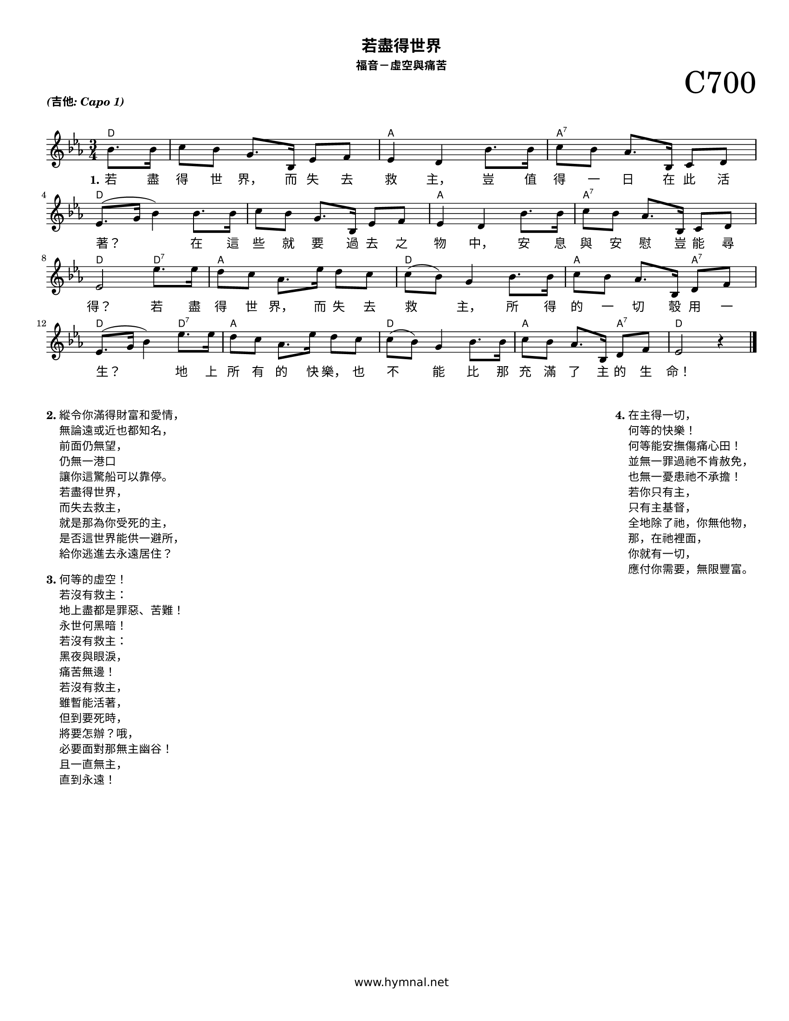 若盡得世界
福音－虛空與痛苦
C700
(吉他: Capo 1)
D A A7
1. 若 盡 得 世 界， 而 失 去 救 主， 豈 值 得 一 日 在 此 活
4 D A A7
著？ 在 這 些 就 要 過 去 之 物 中， 安 息 與 安 慰 豈 能 尋
8 D D7 A D A A7
得？ 若 盡 得 世 界， 而 失 去 救 主， 所 得 的 一 切 彀 用 一
12 D D7 A D A A7 D
生？ 地 上 所 有 的 快 樂， 也 不 能 比 那 充 滿 了 主 的 生 命！
2. 縱令你滿得財富和愛情，
無論遠或近也都知名，
前面仍無望，
仍無一港口
讓你這驚船可以靠停。
若盡得世界，
而失去救主，
就是那為你受死的主，
是否這世界能供一避所，
給你逃進去永遠居住？
3. 何等的虛空！
若沒有救主：
地上盡都是罪惡、苦難！
永世何黑暗！
若沒有救主：
黑夜與眼淚，
痛苦無邊！
若沒有救主，
雖暫能活著，
但到要死時，
將要怎辦？哦，
必要面對那無主幽谷！
且一直無主，
直到永遠！
4. 在主得一切，
何等的快樂！
何等能安撫傷痛心田！
並無一罪過祂不肯赦免，
也無一憂患祂不承擔！
若你只有主，
只有主基督，
全地除了祂，你無他物，
那，在祂裡面，
你就有一切，
應付你需要，無限豐富。
www.hymnal.net